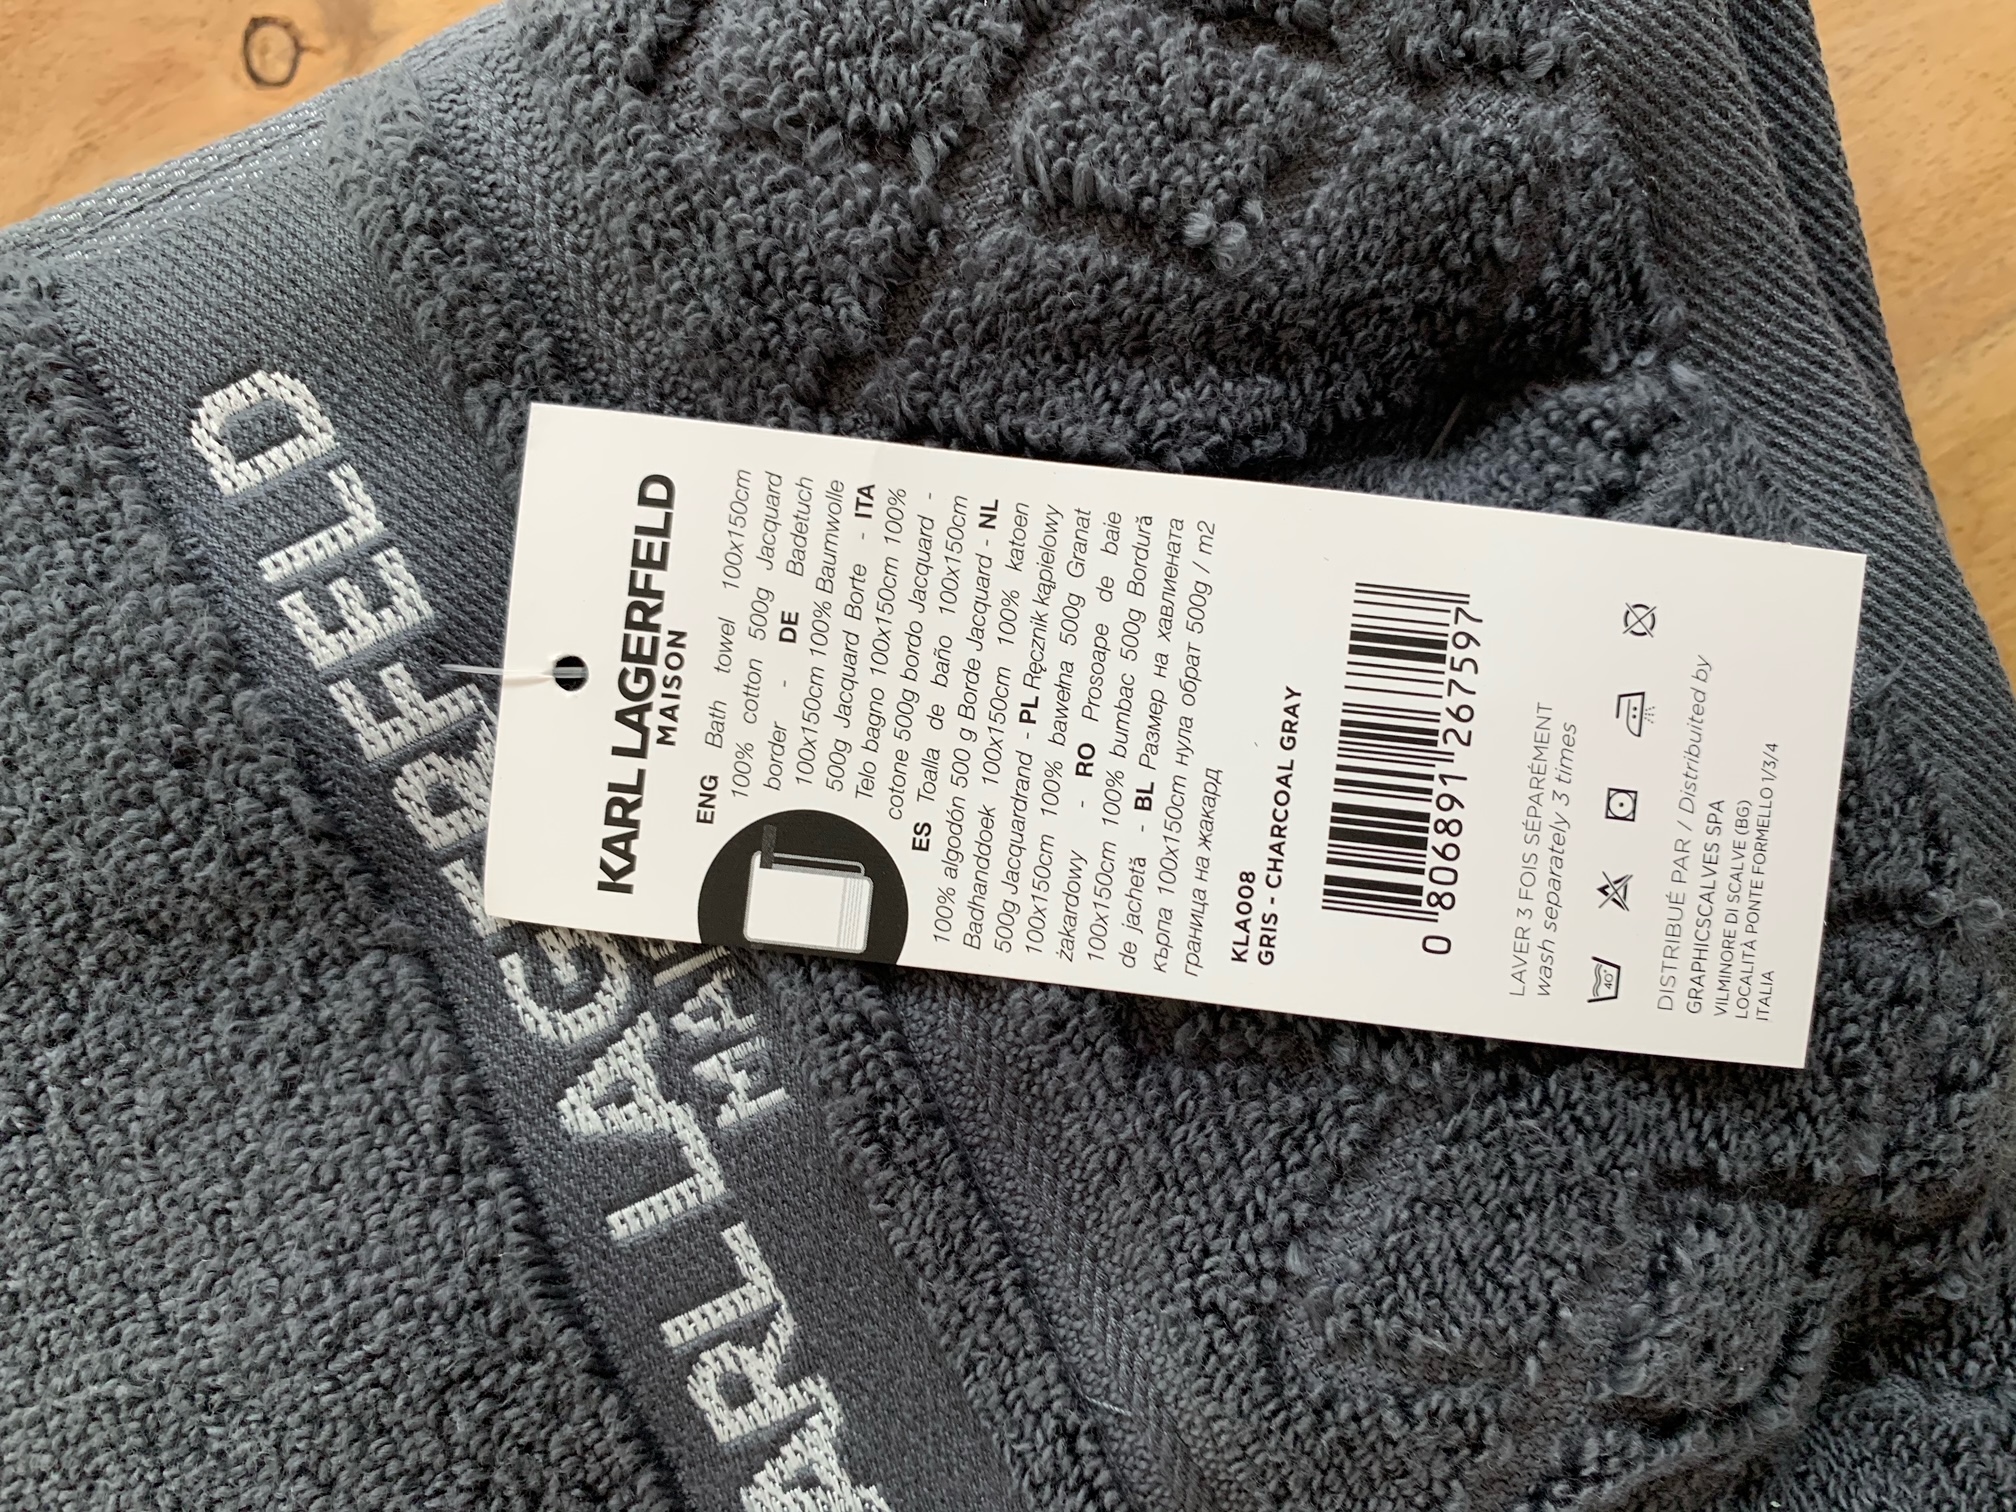 KARL LAGERFELD
MAISON
ENG Bath towel 100x150cm
100% cotton 500g Jacquard
border - DE Badetuch
100x150cm 100% Baumwolle
500g Jacquard Borte - ITA
Telo bagno 100x150cm 100%
cotone 500g bordo Jacquard -
ES Toalla de baño 100x150cm
100% algodón 500 g Borde Jacquard - NL
Badhanddoek 100x150cm 100% katoen
500g Jacquardrand - PL Ręcznik kąpielowy
100x150cm 100% bawełna 500g Granat
żakardowy - RO Prosoape de baie
100x150cm 100% bumbac 500g Bordură
de jachetă - BL Размер на хавлиената
кърпа 100x150cm нула обрат 500g / m2
граница на жакард
KLA008
GRIS - CHARCOAL GRAY
0 806891 267597
LAVER 3 FOIS SÉPARÉMENT
wash separately 3 times
40°
DISTRIBUÉ PAR / Distribuited by
GRAPHICSCALVES SPA
VILMINORE DI SCALVE (BG)
LOCALITÀ PONTE FORMELLO 1/3/4
ITALIA
KARL LAGERFELD